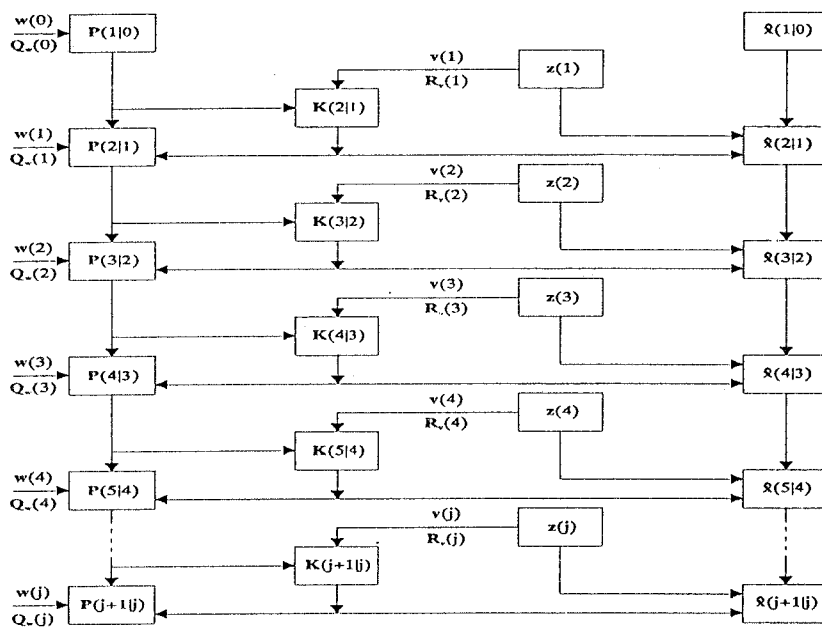 w(0)
Q_w(0)
P(1|0)
x̂(1|0)
v(1)
R_v(1)
z(1)
K(2|1)
w(1)
Q_w(1)
P(2|1)
x̂(2|1)
v(2)
R_v(2)
z(2)
K(3|2)
w(2)
Q_w(2)
P(3|2)
x̂(3|2)
v(3)
R_v(3)
z(3)
K(4|3)
w(3)
Q_w(3)
P(4|3)
x̂(4|3)
v(4)
R_v(4)
z(4)
K(5|4)
w(4)
Q_w(4)
P(5|4)
x̂(5|4)
v(j)
R_v(j)
z(j)
K(j+1|j)
w(j)
Q_w(j)
P(j+1|j)
x̂(j+1|j)